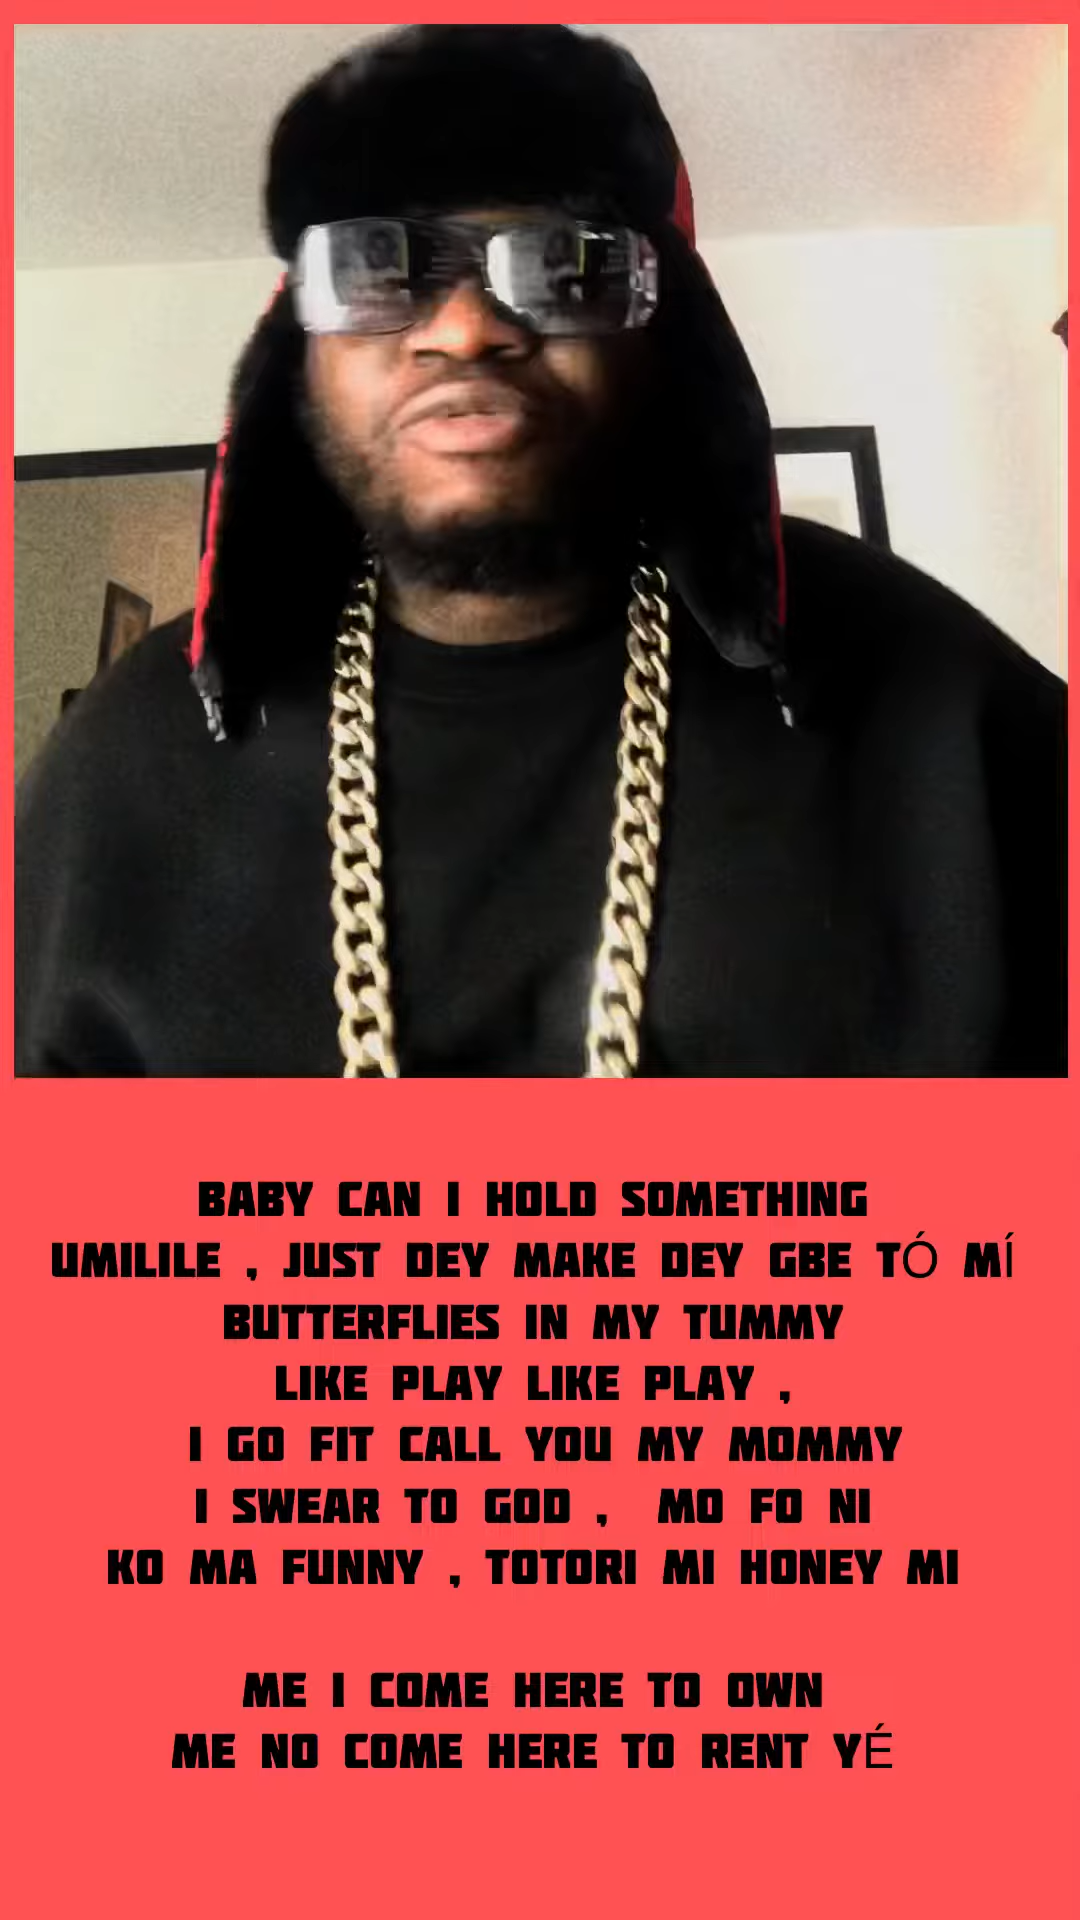 BABY CAN I HOLD SOMETHING
UMILILE , JUST DEY MAKE DEY GBE TÓ MÍ
BUTTERFLIES IN MY TUMMY
LIKE PLAY LIKE PLAY ,
I GO FIT CALL YOU MY MOMMY
I SWEAR TO GOD , MO FO NI
KO MA FUNNY , TOTORI MI HONEY MI
ME I COME HERE TO OWN
ME NO COME HERE TO RENT YÉ